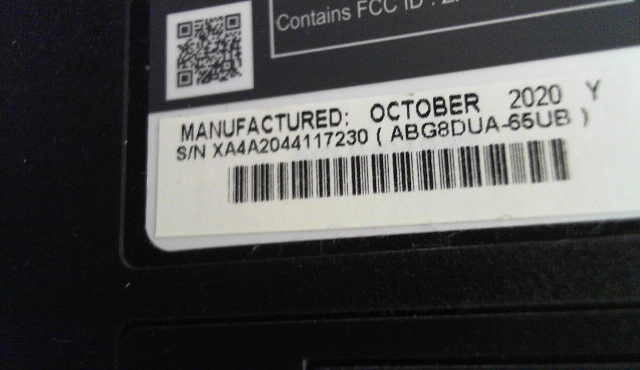 Contains FCC ID :
MANUFACTURED: OCTOBER 2020 Y
S/N XA4A2044117230 ( ABG8DUA-65UB )